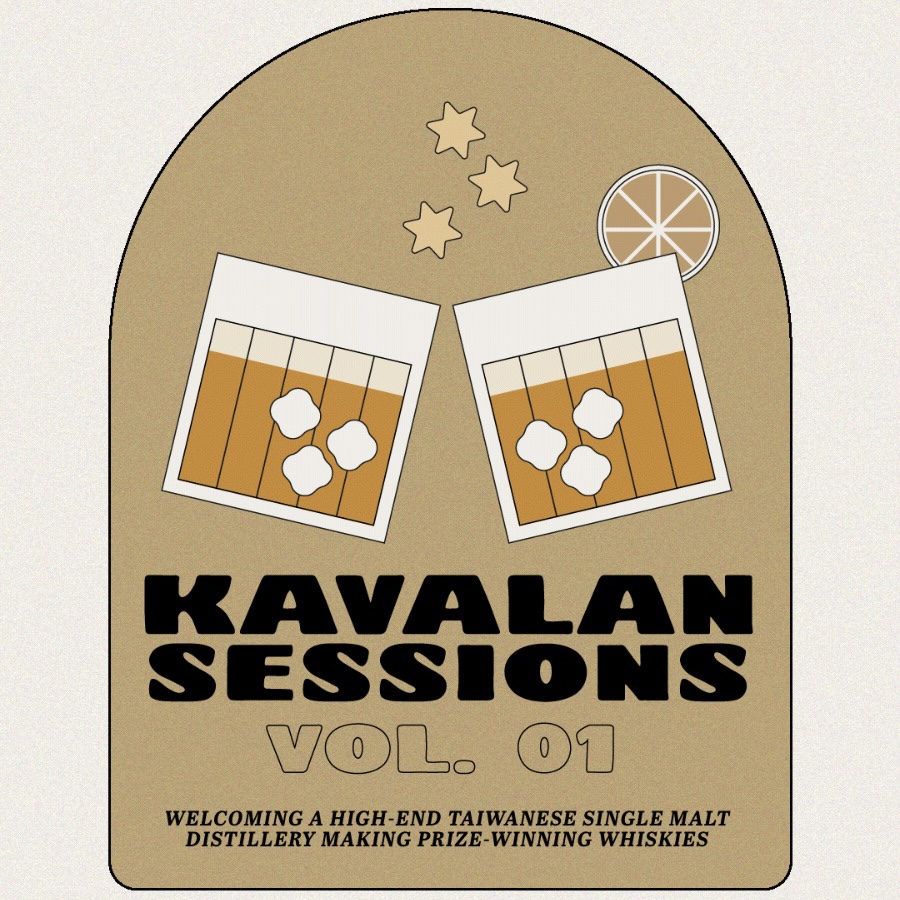 KAVALAN
SESSIONS
VOL. 01
WELCOMING A HIGH-END TAIWANESE SINGLE MALT
DISTILLERY MAKING PRIZE-WINNING WHISKIES